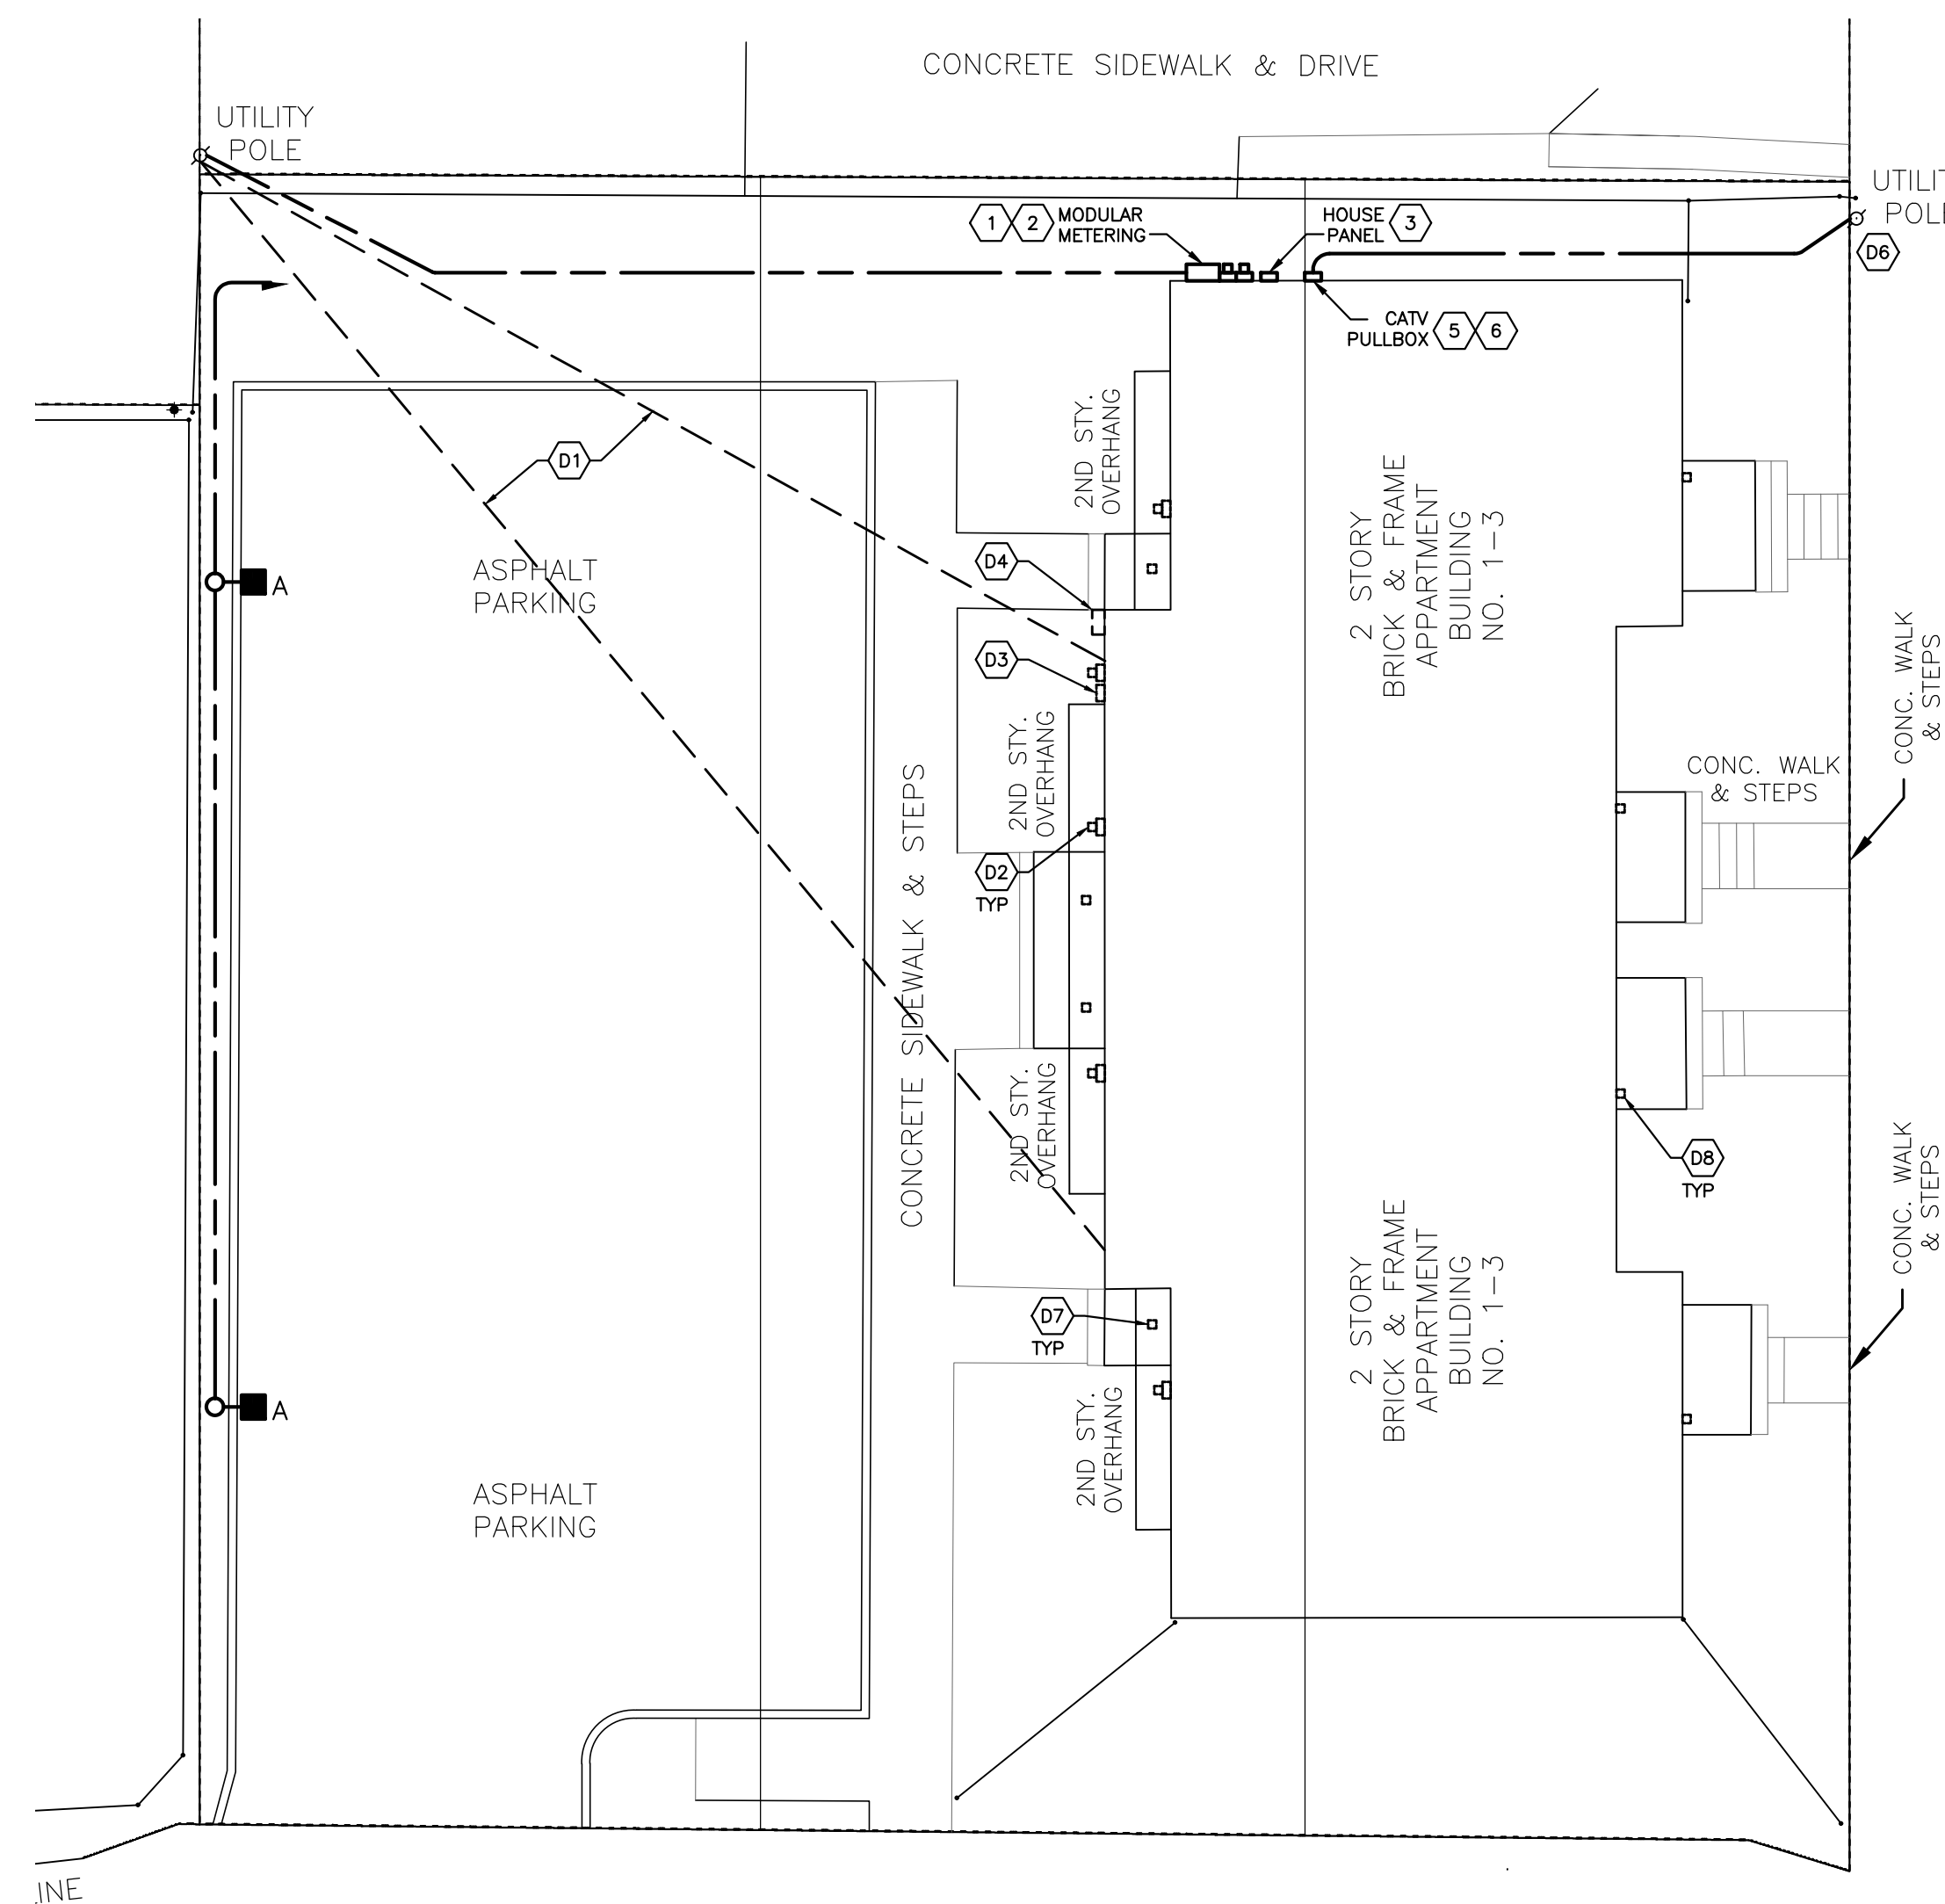 CONCRETE SIDEWALK & DRIVE
UTILITY
POLE
UTILIT
POLE
1
2
MODULAR
METERING
HOUSE
PANEL
3
D6
CATV
PULLBOX
5
6
2ND STY.
OVERHANG
D1
2 STORY
BRICK & FRAME
APPARTMENT
BUILDING
NO. 1-3
ASPHALT
PARKING
A
D4
D3
CONC. WALK
& STEPS
2ND STY.
OVERHANG
CONC. WALK
& STEPS
CONCRETE SIDEWALK & STEPS
D2
TYP
2ND STY.
OVERHANG
D8
TYP
CONC. WALK
& STEPS
2 STORY
BRICK & FRAME
APPARTMENT
BUILDING
NO. 1-3
D7
TYP
A
2ND STY.
OVERHANG
ASPHALT
PARKING
INE